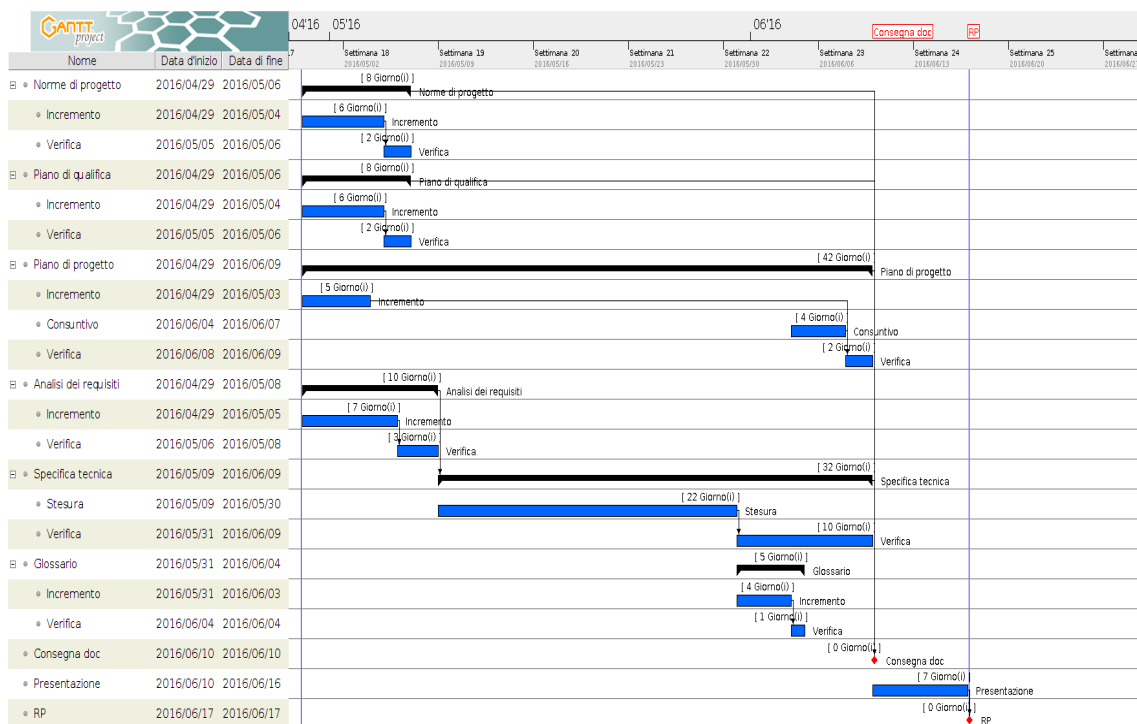 GANTT
project
04'16 05'16 06'16
Consegna doc RP
17 Settimana 18 Settimana 19 Settimana 20 Settimana 21 Settimana 22 Settimana 23 Settimana 24 Settimana 25 Settimana
2016/05/02 2016/05/09 2016/05/16 2016/05/23 2016/05/30 2016/06/06 2016/06/13 2016/06/20 2016/06/27
Nome Data d'inizio Data di fine
Norme di progetto 2016/04/29 2016/05/06 [ 8 Giorno(i) ] Norme di progetto
Incremento 2016/04/29 2016/05/04 [ 6 Giorno(i) ] Incremento
Verifica 2016/05/05 2016/05/06 [ 2 Giorno(i) ] Verifica
Piano di qualifica 2016/04/29 2016/05/06 [ 8 Giorno(i) ] Piano di qualifica
Incremento 2016/04/29 2016/05/04 [ 6 Giorno(i) ] Incremento
Verifica 2016/05/05 2016/05/06 [ 2 Giorno(i) ] Verifica
Piano di progetto 2016/04/29 2016/06/09 [ 42 Giorno(i) ] Piano di progetto
Incremento 2016/04/29 2016/05/03 [ 5 Giorno(i) ] Incremento
Consuntivo 2016/06/04 2016/06/07 [ 4 Giorno(i) ] Consuntivo
Verifica 2016/06/08 2016/06/09 [ 2 Giorno(i) ] Verifica
Analisi dei requisiti 2016/04/29 2016/05/08 [ 10 Giorno(i) ] Analisi dei requisiti
Incremento 2016/04/29 2016/05/05 [ 7 Giorno(i) ] Incremento
Verifica 2016/05/06 2016/05/08 [ 3 Giorno(i) ] Verifica
Specifica tecnica 2016/05/09 2016/06/09 [ 32 Giorno(i) ] Specifica tecnica
Stesura 2016/05/09 2016/05/30 [ 22 Giorno(i) ] Stesura
Verifica 2016/05/31 2016/06/09 [ 10 Giorno(i) ] Verifica
Glossario 2016/05/31 2016/06/04 [ 5 Giorno(i) ] Glossario
Incremento 2016/05/31 2016/06/03 [ 4 Giorno(i) ] Incremento
Verifica 2016/06/04 2016/06/04 [ 1 Giorno(i) ] Verifica
Consegna doc 2016/06/10 2016/06/10 [ 0 Giorno(i) ] Consegna doc
Presentazione 2016/06/10 2016/06/16 [ 7 Giorno(i) ] Presentazione
RP 2016/06/17 2016/06/17 [ 0 Giorno(i) ] RP